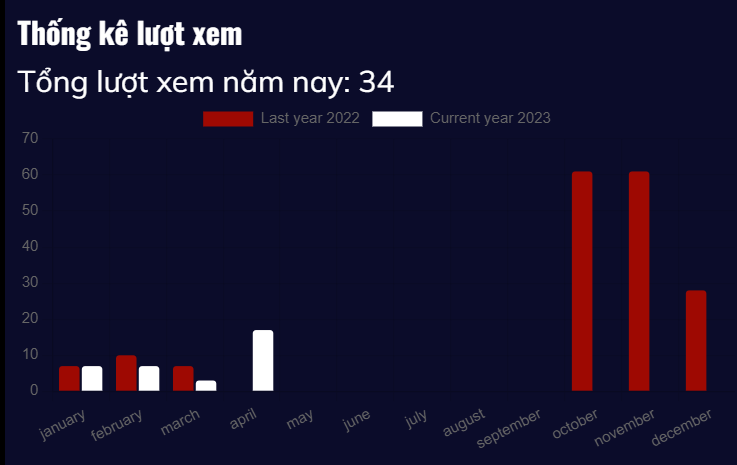 Thống kê lượt xem
Tổng lượt xem năm nay: 34
Last year 2022 Current year 2023
70
60
50
40
30
20
10
0
january february march april may june july august september october november december